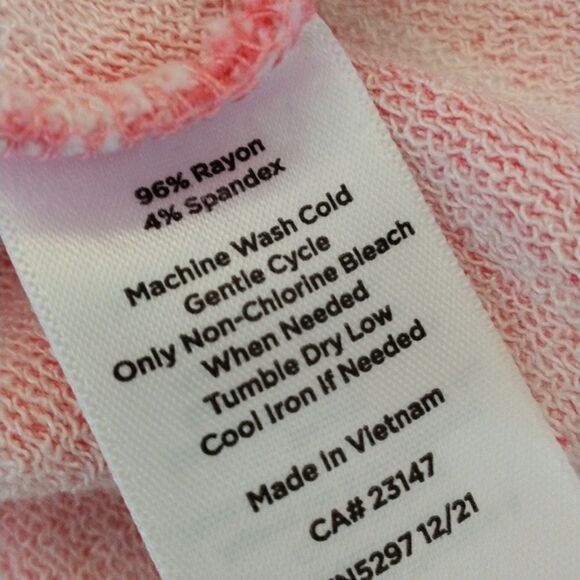 96% Rayon
4% Spandex
Machine Wash Cold
Gentle Cycle
Only Non-Chlorine Bleach
When Needed
Tumble Dry Low
Cool Iron If Needed
Made In Vietnam
CA# 23147
12/21